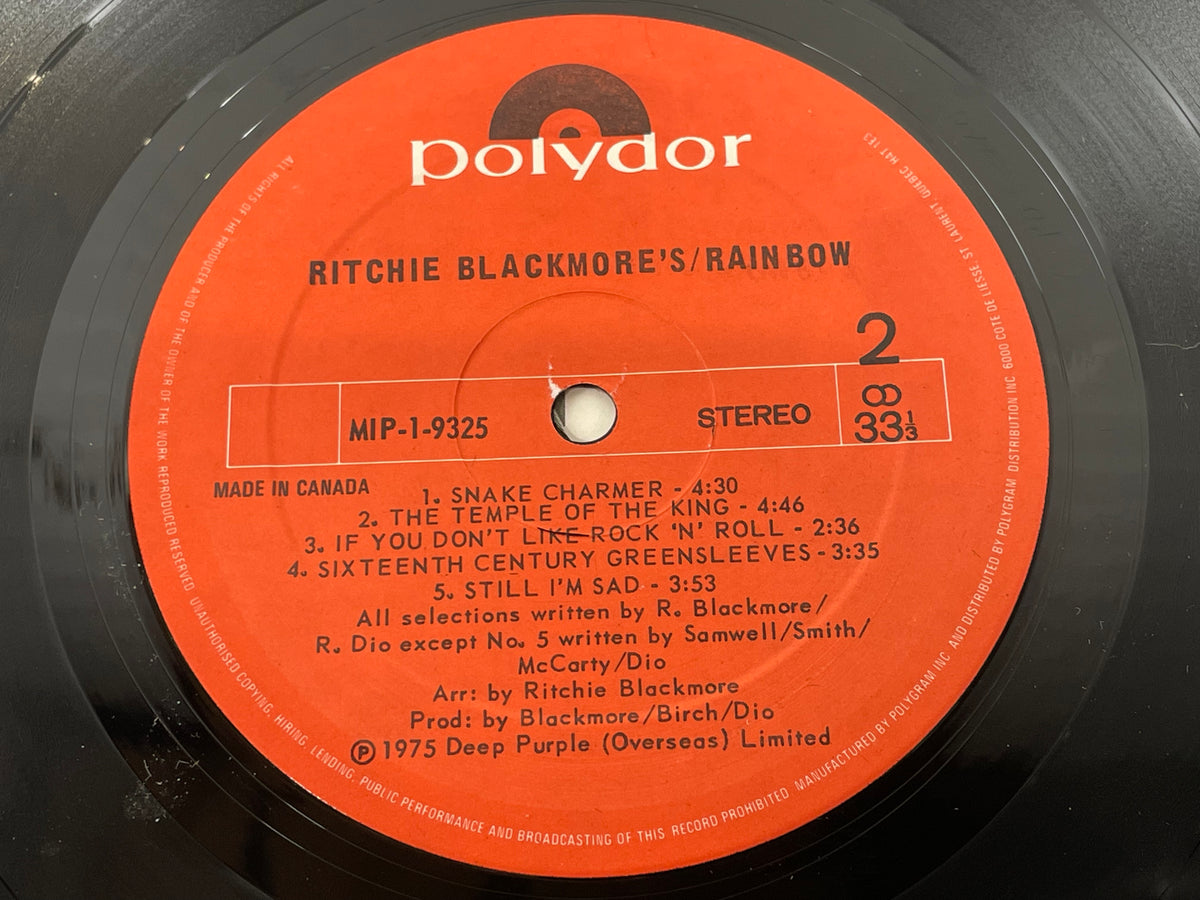 polydor
RITCHIE BLACKMORE'S/RAINBOW
2
MIP-1-9325
STEREO
33 1/3
MADE IN CANADA
1. SNAKE CHARMER - 4:30
2. THE TEMPLE OF THE KING - 4:46
3. IF YOU DON'T LIKE ROCK 'N' ROLL - 2:36
4. SIXTEENTH CENTURY GREENSLEEVES - 3:35
5. STILL I'M SAD - 3:53
All selections written by R. Blackmore/
R. Dio except No. 5 written by Samwell/Smith/
McCarty/Dio
Arr: by Ritchie Blackmore
Prod: by Blackmore/Birch/Dio
℗ 1975 Deep Purple (Overseas) Limited
ALL RIGHTS OF THE PRODUCER AND OF THE OWNER OF THE WORK REPRODUCED RESERVED. UNAUTHORISED COPYING, HIRING, LENDING, PUBLIC PERFORMANCE AND BROADCASTING OF THIS RECORD PROHIBITED. MANUFACTURED BY POLYGRAM INC AND DISTRIBUTED BY POLYGRAM DISTRIBUTION INC 6000 COTE DE LIESSE ST LAURENT QUEBEC H4T 1E3